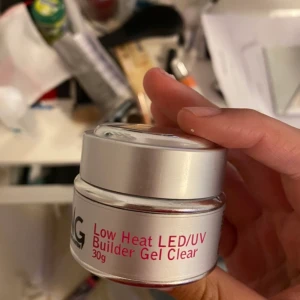 G
Low Heat LED/UV
Builder Gel Clear
30g